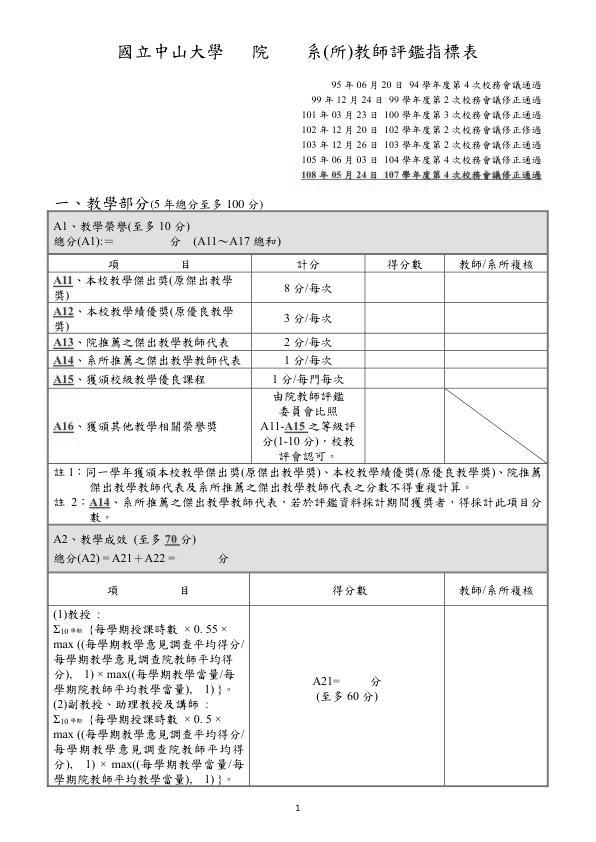 國立中山大學 院 系(所)教師評鑑指標表
95 年 06 月 20 日 94 學年度第 4 次校務會議通過
99 年 12 月 24 日 99 學年度第 2 次校務會議修正通過
101 年 03 月 23 日 100 學年度第 3 次校務會議修正通過
102 年 12 月 20 日 102 學年度第 2 次校務會議修正修過
103 年 12 月 26 日 103 學年度第 2 次校務會議修正通過
105 年 06 月 03 日 104 學年度第 4 次校務會議修正通過
108 年 05 月 24 日 107 學年度第 4 次校務會議修正通過
一、教學部分(5 年總分至多 100 分)
A1、教學榮譽(至多 10 分)
總分(A1):＝ 分 (A11～A17 總和)
項 目 計分 得分數 教師/系所複核
A11、本校教學傑出獎(原傑出教學
獎) 8 分/每次
A12、本校教學績優獎(原優良教學
獎) 3 分/每次
A13、院推薦之傑出教學教師代表 2 分/每次
A14、系所推薦之傑出教學教師代表 1 分/每次
A15、獲頒校級教學優良課程 1 分/每門每次
A16、獲頒其他教學相關榮譽獎
由院教師評鑑
委員會比照
A11-A15 之等級評
分(1-10 分)，校教
評會認可。
註 1：同一學年獲頒本校教學傑出獎(原傑出教學獎)、本校教學績優獎(原優良教學獎)、院推薦
傑出教學教師代表及系所推薦之傑出教學教師代表之分數不得重複計算。
註 2：A14、系所推薦之傑出教學教師代表，若於評鑑資料採計期間獲獎者，得採計此項目分
數。
A2、教學成效 (至多 70 分)
總分(A2) = A21＋A22 = 分
項 目 得分數 教師/系所複核
(1)教授 :
Σ10 學期 {每學期授課時數 × 0.55 ×
max ((每學期教學意見調查平均得分/
每學期教學意見調查院教師平均得
分), 1) × max((每學期教學當量/每
學期院教師平均教學當量), 1) }。
(2)副教授、助理教授及講師 :
Σ10 學期 {每學期授課時數 × 0.5 ×
max ((每學期教學意見調查平均得分/
每學期教學意見調查院教師平均得
分), 1) × max((每學期教學當量/每
學期院教師平均教學當量), 1) }。
A21= 分
(至多 60 分)
1